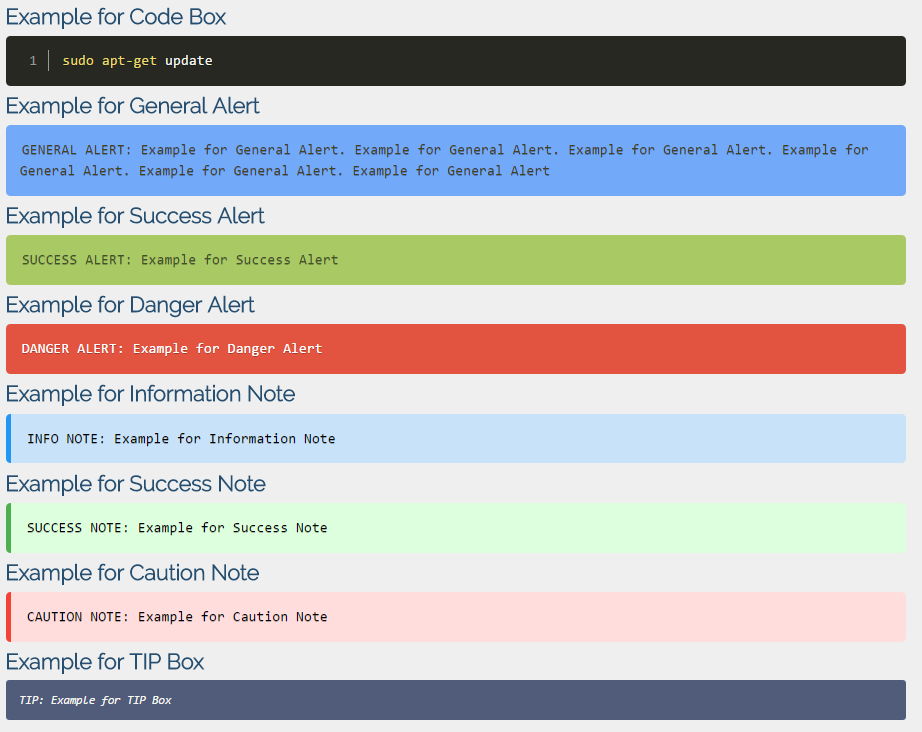 Example for Code Box
1 sudo apt-get update
Example for General Alert
GENERAL ALERT: Example for General Alert. Example for General Alert. Example for General Alert. Example for
General Alert. Example for General Alert. Example for General Alert
Example for Success Alert
SUCCESS ALERT: Example for Success Alert
Example for Danger Alert
DANGER ALERT: Example for Danger Alert
Example for Information Note
INFO NOTE: Example for Information Note
Example for Success Note
SUCCESS NOTE: Example for Success Note
Example for Caution Note
CAUTION NOTE: Example for Caution Note
Example for TIP Box
TIP: Example for TIP Box